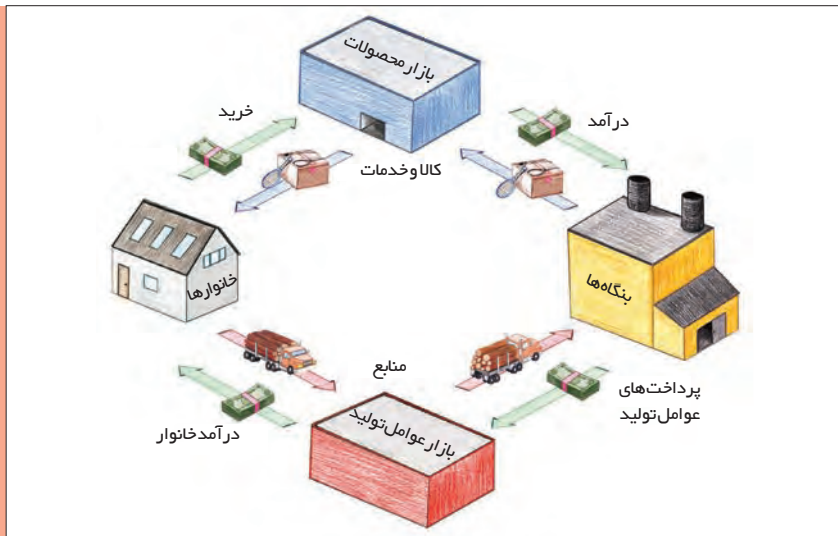 بازار محصولات
خرید
درآمد
کالا و خدمات
خانوارها
بنگاه‌ها
منابع
پرداخت‌های
عوامل تولید
درآمد خانوار
بازار عوامل تولید